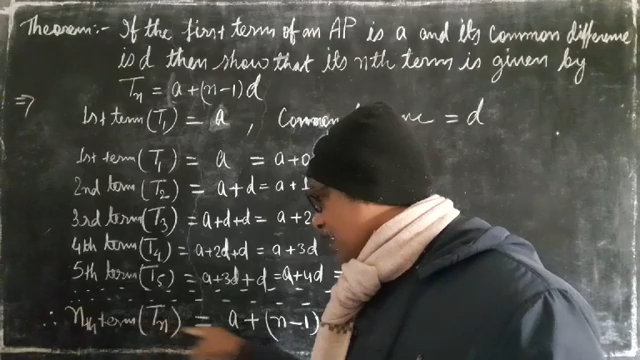 Theorem:- If the first term of an AP is a and its common difference
is d then show that its nth term is given by
Tn = a+(n-1)d
⇒ 1st term (T1) = a , Common = d
1st term (T1) = a = a+0
2nd term (T2) = a+d = a+1
3rd term (T3) = a+d+d = a+2
4th term (T4) = a+2d+d = a+3d
5th term (T5) = a+3d+d = a+4d =
∴ nth term (Tn) = a+(n-1)